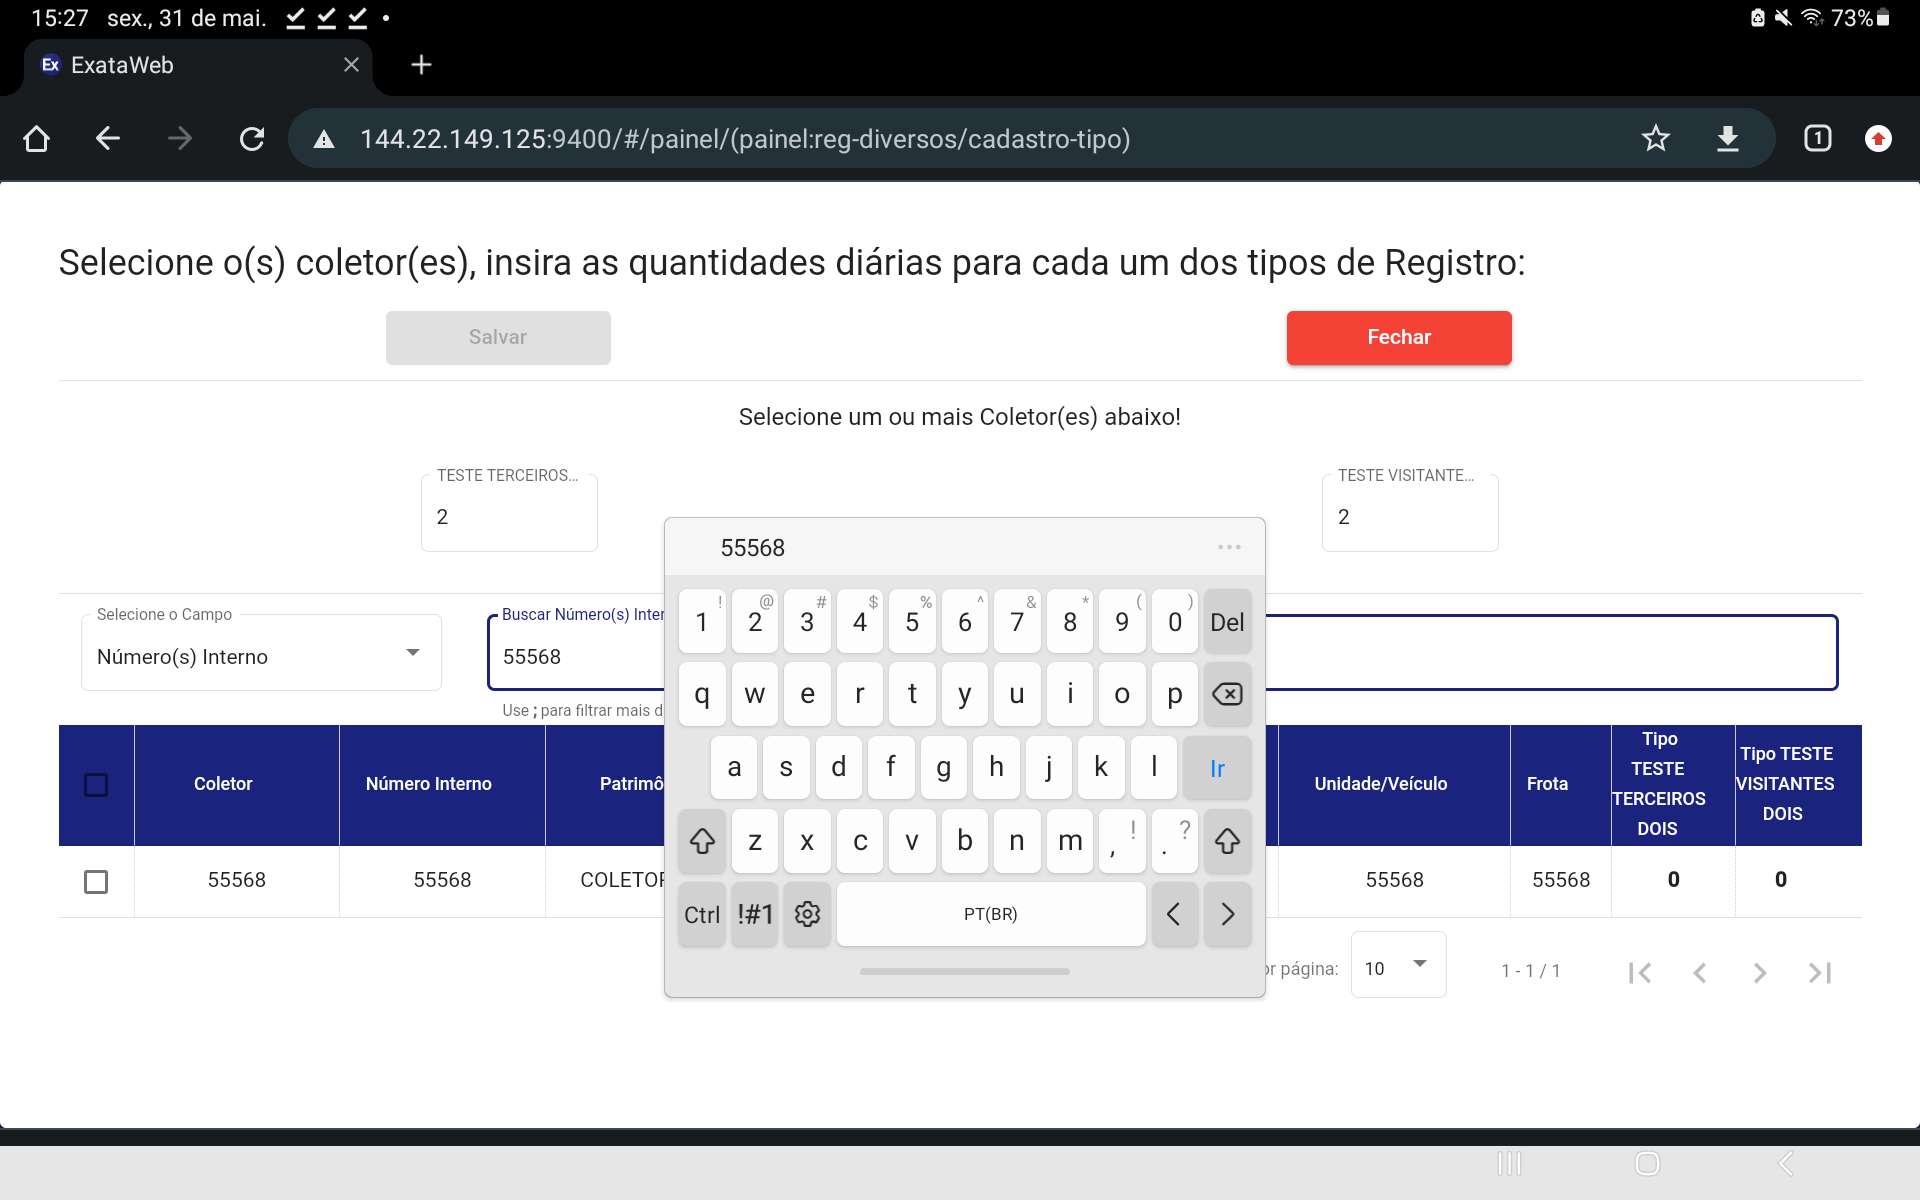 15:27 sex., 31 de mai.
73%
Ex ExataWeb
144.22.149.125:9400/#/painel/(painel:reg-diversos/cadastro-tipo)
1
Selecione o(s) coletor(es), insira as quantidades diárias para cada um dos tipos de Registro:
Salvar
Fechar
Selecione um ou mais Coletor(es) abaixo!
TESTE TERCEIROS...
2
TESTE VISITANTE...
2
Selecione o Campo
Número(s) Interno
Buscar Número(s) Inter
55568
Use ; para filtrar mais d
Coletor
Número Interno
Patrimô
Unidade/Veículo
Frota
Tipo
TESTE
TERCEIROS
DOIS
Tipo TESTE
VISITANTES
DOIS
55568
55568
COLETOR
55568
55568
0
0
or página:
10
1 - 1 / 1
55568
...
! @ # $ % ^ & * ( )
1 2 3 4 5 6 7 8 9 0 Del
q w e r t y u i o p
a s d f g h j k l Ir
! ?
z x c v b n m , .
Ctrl !#1 PT(BR)